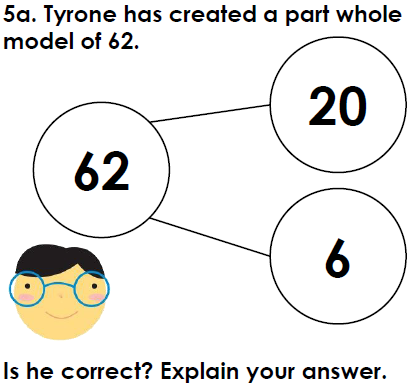 5a. Tyrone has created a part whole
model of 62.
20
62
6
Is he correct? Explain your answer.